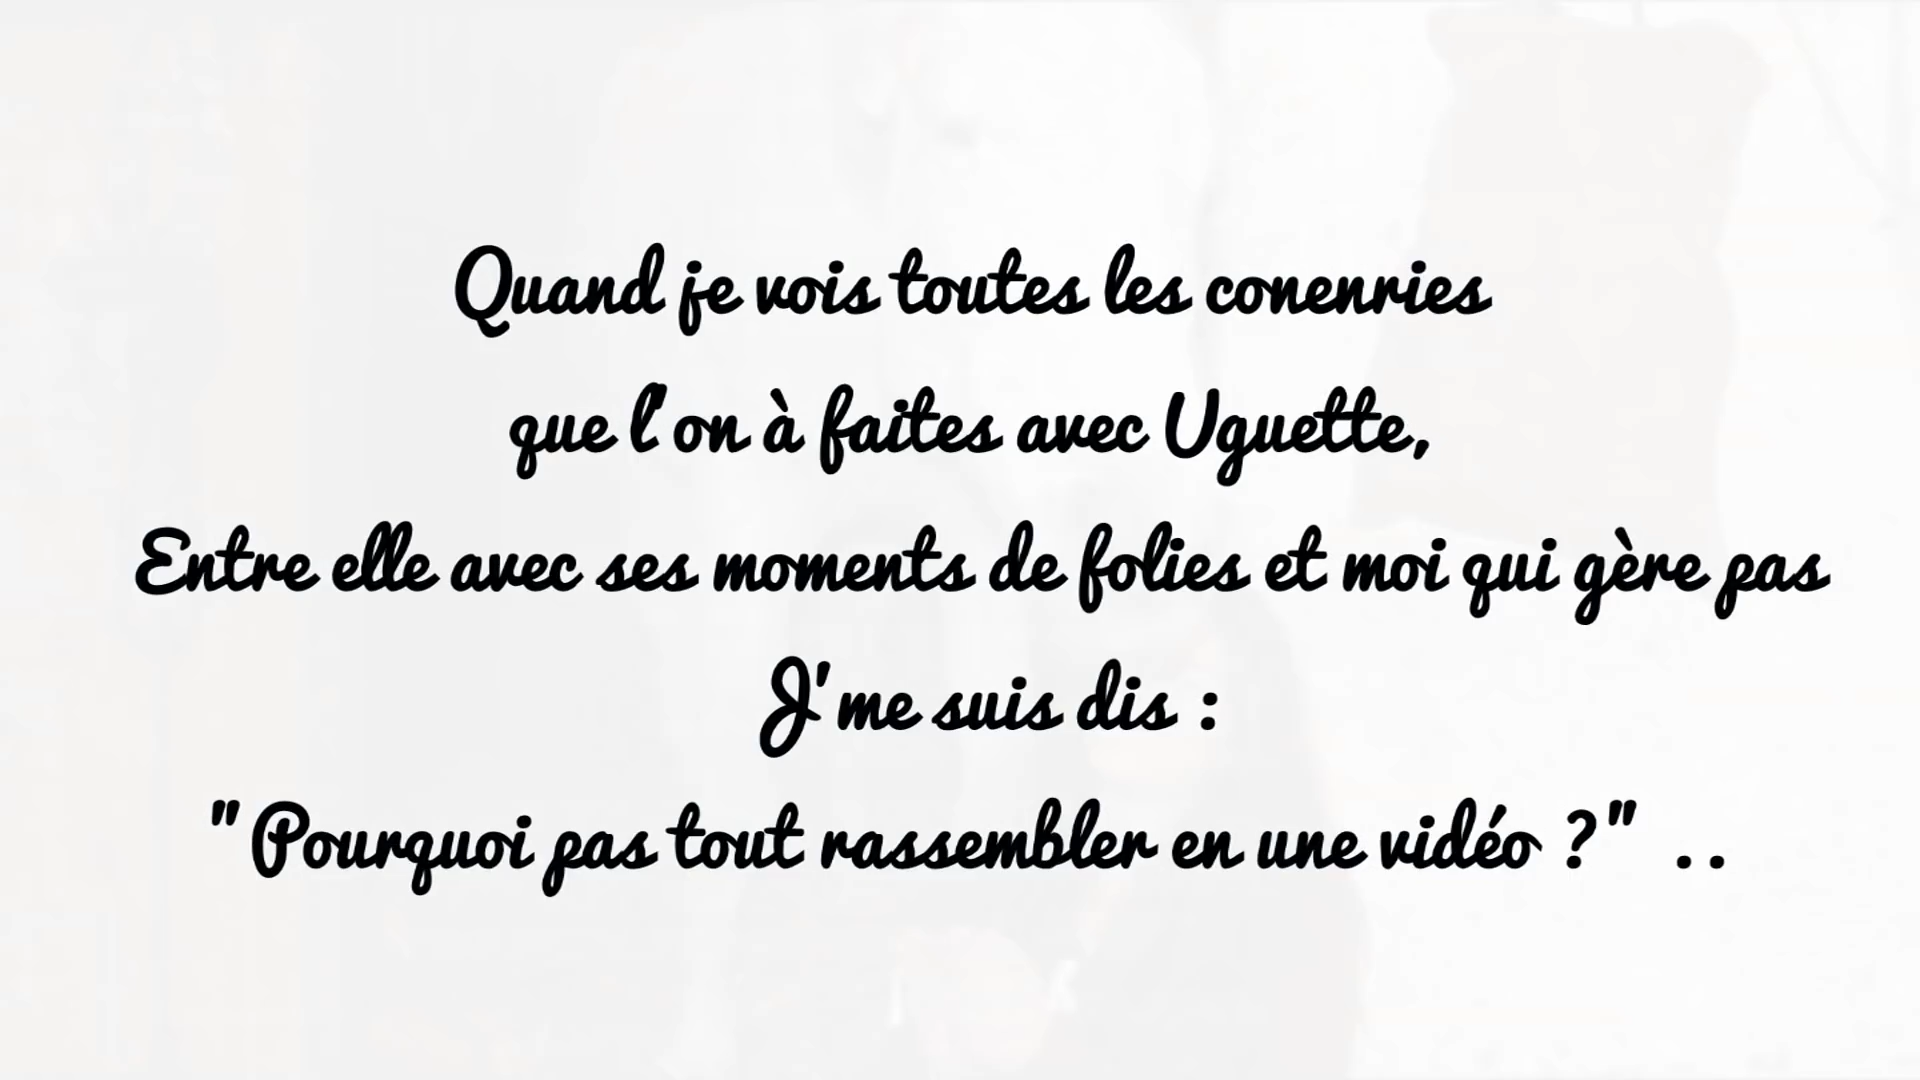 Quand je vois toutes les conenries
que l'on à faites avec Uguette,
Entre elle avec ses moments de folies et moi qui gère pas
J'me suis dis :
"Pourquoi pas tout rassembler en une vidéo ?" ..